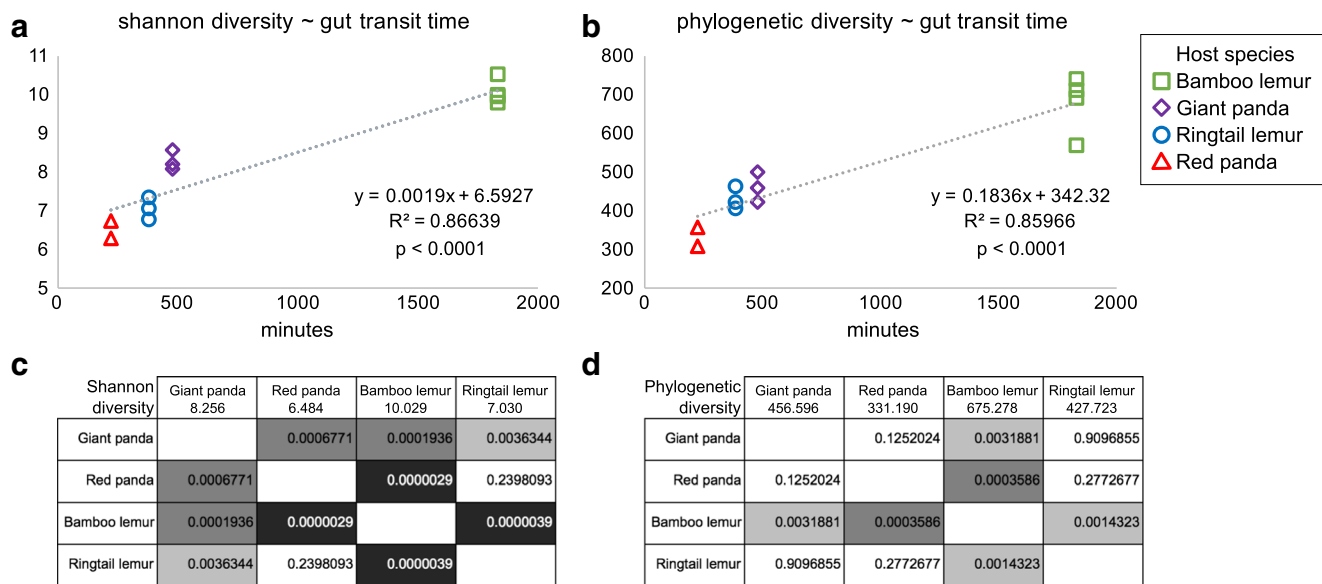 a
shannon diversity ~ gut transit time
11
10
9
8
7
6
5
0
500
1000
1500
2000
minutes
y = 0.0019x + 6.5927
R² = 0.86639
p < 0.0001
b
phylogenetic diversity ~ gut transit time
800
700
600
500
400
300
200
0
500
1000
1500
2000
minutes
y = 0.1836x + 342.32
R² = 0.85966
p < 0.0001
Host species
Bamboo lemur
Giant panda
Ringtail lemur
Red panda
c
Shannon diversity Giant panda 8.256 Red panda 6.484 Bamboo lemur 10.029 Ringtail lemur 7.030
Giant panda 0.0006771 0.0001936 0.0036344
Red panda 0.0006771 0.0000029 0.2398093
Bamboo lemur 0.0001936 0.0000029 0.0000039
Ringtail lemur 0.0036344 0.2398093 0.0000039
d
Phylogenetic diversity Giant panda 456.596 Red panda 331.190 Bamboo lemur 675.278 Ringtail lemur 427.723
Giant panda 0.1252024 0.0031881 0.9096855
Red panda 0.1252024 0.0003586 0.2772677
Bamboo lemur 0.0031881 0.0003586 0.0014323
Ringtail lemur 0.9096855 0.2772677 0.0014323